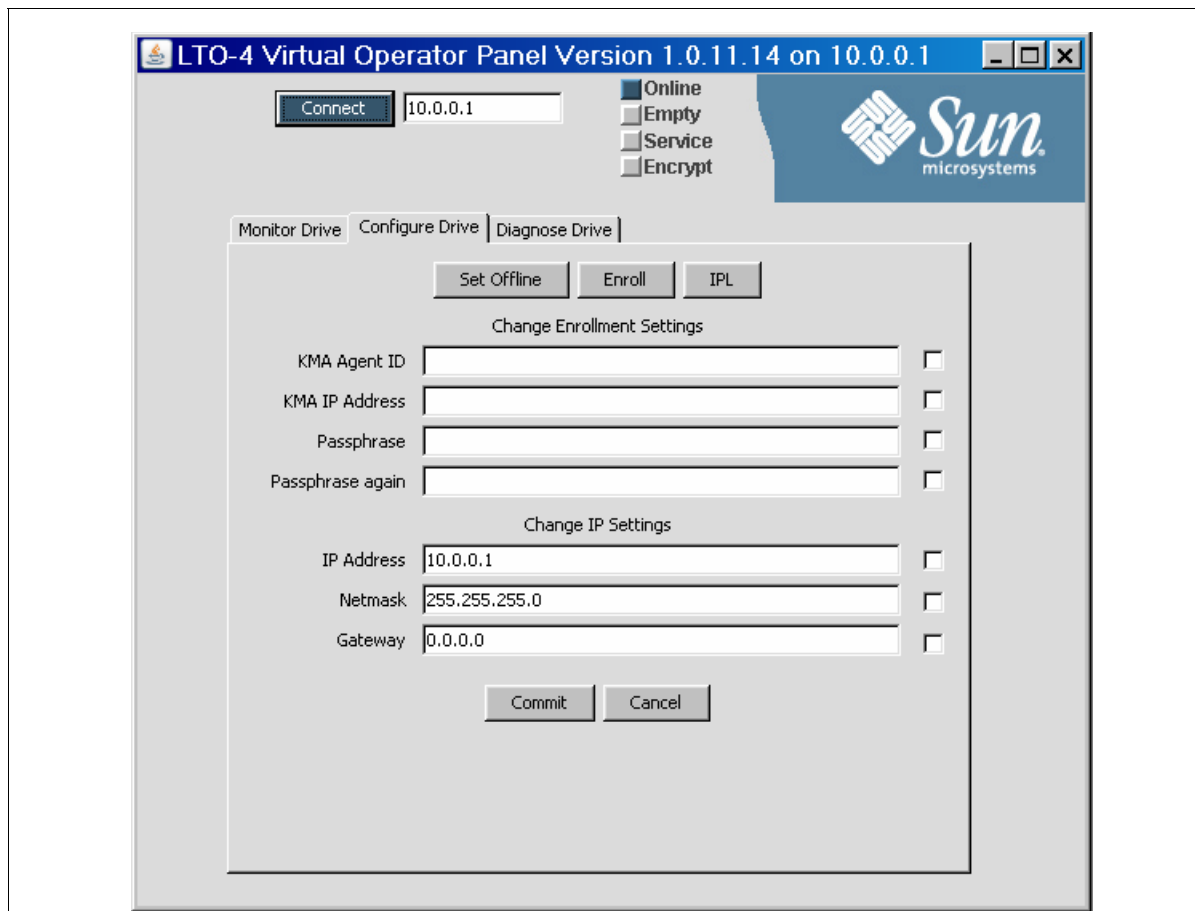 LTO-4 Virtual Operator Panel Version 1.0.11.14 on 10.0.0.1
Connect 10.0.0.1
Online
Empty
Service
Encrypt
Sun
microsystems
Monitor Drive Configure Drive Diagnose Drive
Set Offline Enroll IPL
Change Enrollment Settings
KMA Agent ID
KMA IP Address
Passphrase
Passphrase again
Change IP Settings
IP Address 10.0.0.1
Netmask 255.255.255.0
Gateway 0.0.0.0
Commit Cancel